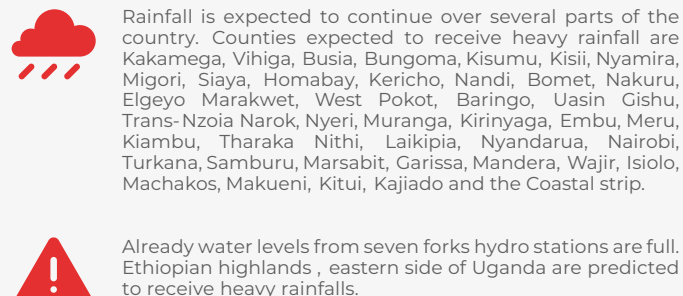 Rainfall is expected to continue over several parts of the
country. Counties expected to receive heavy rainfall are
Kakamega, Vihiga, Busia, Bungoma, Kisumu, Kisii, Nyamira,
Migori, Siaya, Homabay, Kericho, Nandi, Bomet, Nakuru,
Elgeyo Marakwet, West Pokot, Baringo, Uasin Gishu,
Trans-Nzoia Narok, Nyeri, Muranga, Kirinyaga, Embu, Meru,
Kiambu, Tharaka Nithi, Laikipia, Nyandarua, Nairobi,
Turkana, Samburu, Marsabit, Garissa, Mandera, Wajir, Isiolo,
Machakos, Makueni, Kitui, Kajiado and the Coastal strip.
Already water levels from seven forks hydro stations are full.
Ethiopian highlands , eastern side of Uganda are predicted
to receive heavy rainfalls.